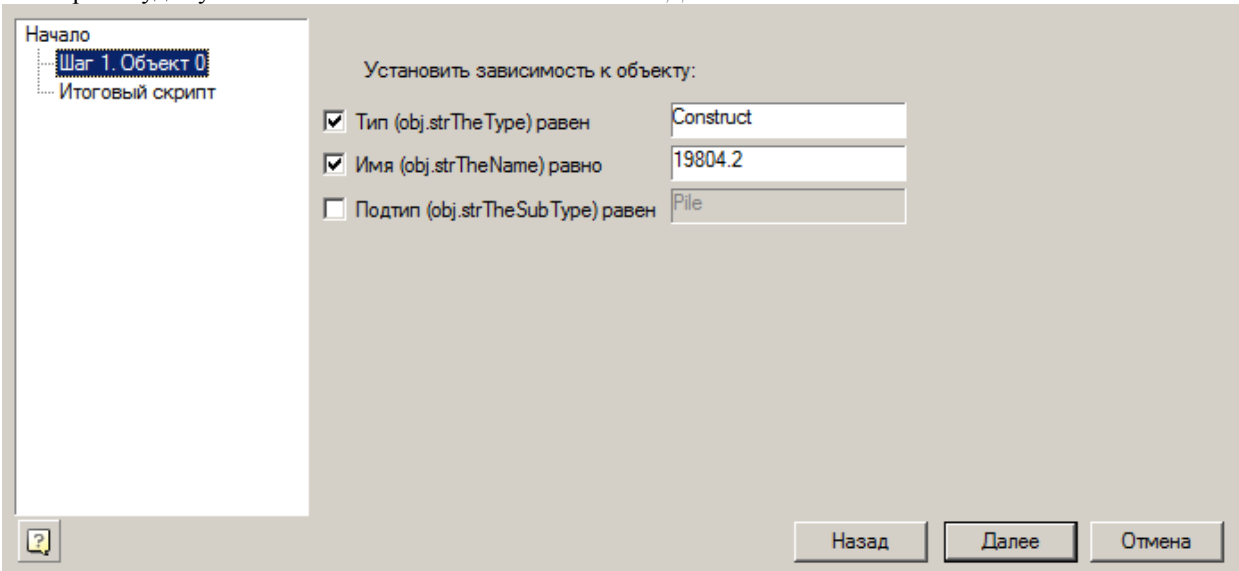 Начало
Шаг 1. Объект 0
Итоговый скрипт
Установить зависимость к объекту:
Тип (obj.strTheType) равен
Construct
Имя (obj.strTheName) равно
19804.2
Подтип (obj.strTheSubType) равен
Pile
?
Назад
Далее
Отмена